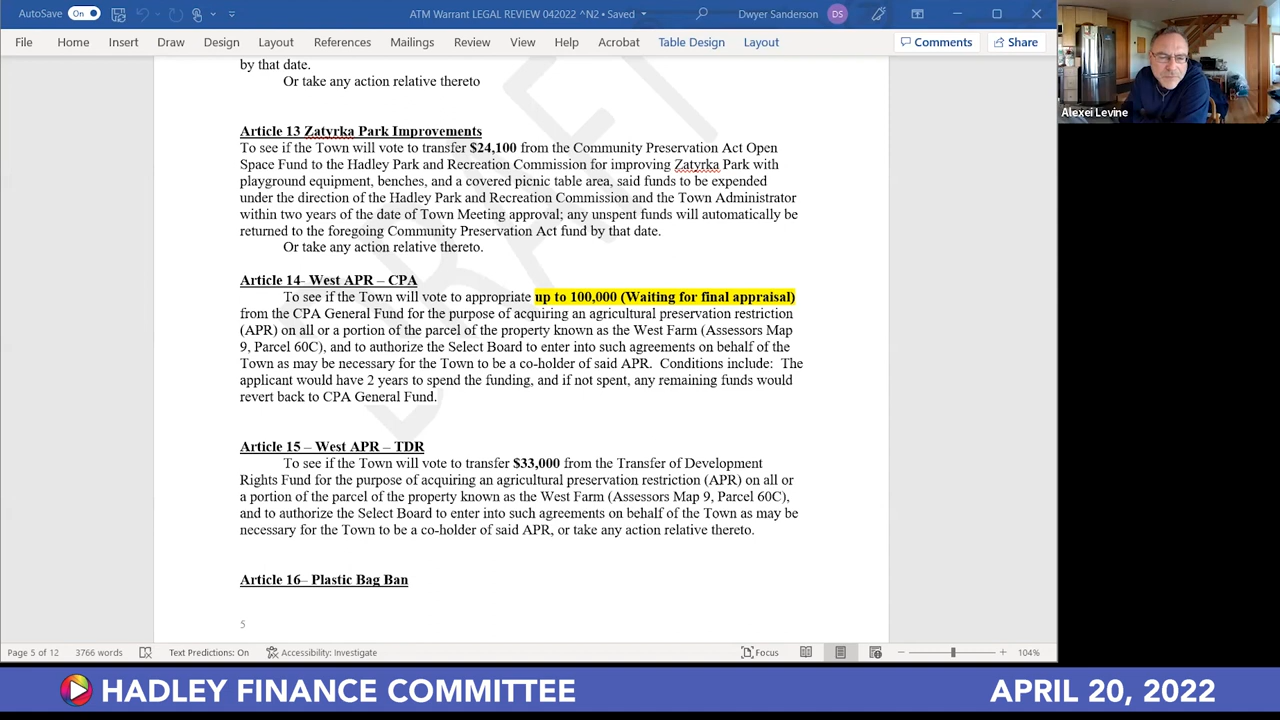 AutoSave On
ATM Warrant LEGAL REVIEW 042022 ^N2 • Saved
Dwyer Sanderson DS
File Home Insert Draw Design Layout References Mailings Review View Help Acrobat Table Design Layout
Comments Share
Alexei Levine
by that date.
Or take any action relative thereto
Article 13 Zatyrka Park Improvements
To see if the Town will vote to transfer $24,100 from the Community Preservation Act Open
Space Fund to the Hadley Park and Recreation Commission for improving Zatyrka Park with
playground equipment, benches, and a covered picnic table area, said funds to be expended
under the direction of the Hadley Park and Recreation Commission and the Town Administrator
within two years of the date of Town Meeting approval; any unspent funds will automatically be
returned to the foregoing Community Preservation Act fund by that date.
Or take any action relative thereto.
Article 14- West APR – CPA
To see if the Town will vote to appropriate up to 100,000 (Waiting for final appraisal)
from the CPA General Fund for the purpose of acquiring an agricultural preservation restriction
(APR) on all or a portion of the parcel of the property known as the West Farm (Assessors Map
9, Parcel 60C), and to authorize the Select Board to enter into such agreements on behalf of the
Town as may be necessary for the Town to be a co-holder of said APR.  Conditions include:  The
applicant would have 2 years to spend the funding, and if not spent, any remaining funds would
revert back to CPA General Fund.
Article 15 – West APR – TDR
To see if the Town will vote to transfer $33,000 from the Transfer of Development
Rights Fund for the purpose of acquiring an agricultural preservation restriction (APR) on all or
a portion of the parcel of the property known as the West Farm (Assessors Map 9, Parcel 60C),
and to authorize the Select Board to enter into such agreements on behalf of the Town as may be
necessary for the Town to be a co-holder of said APR, or take any action relative thereto.
Article 16– Plastic Bag Ban
5
DRAFT
Page 5 of 12 3766 words Text Predictions: On Accessibility: Investigate Focus 104%
HADLEY FINANCE COMMITTEE APRIL 20, 2022